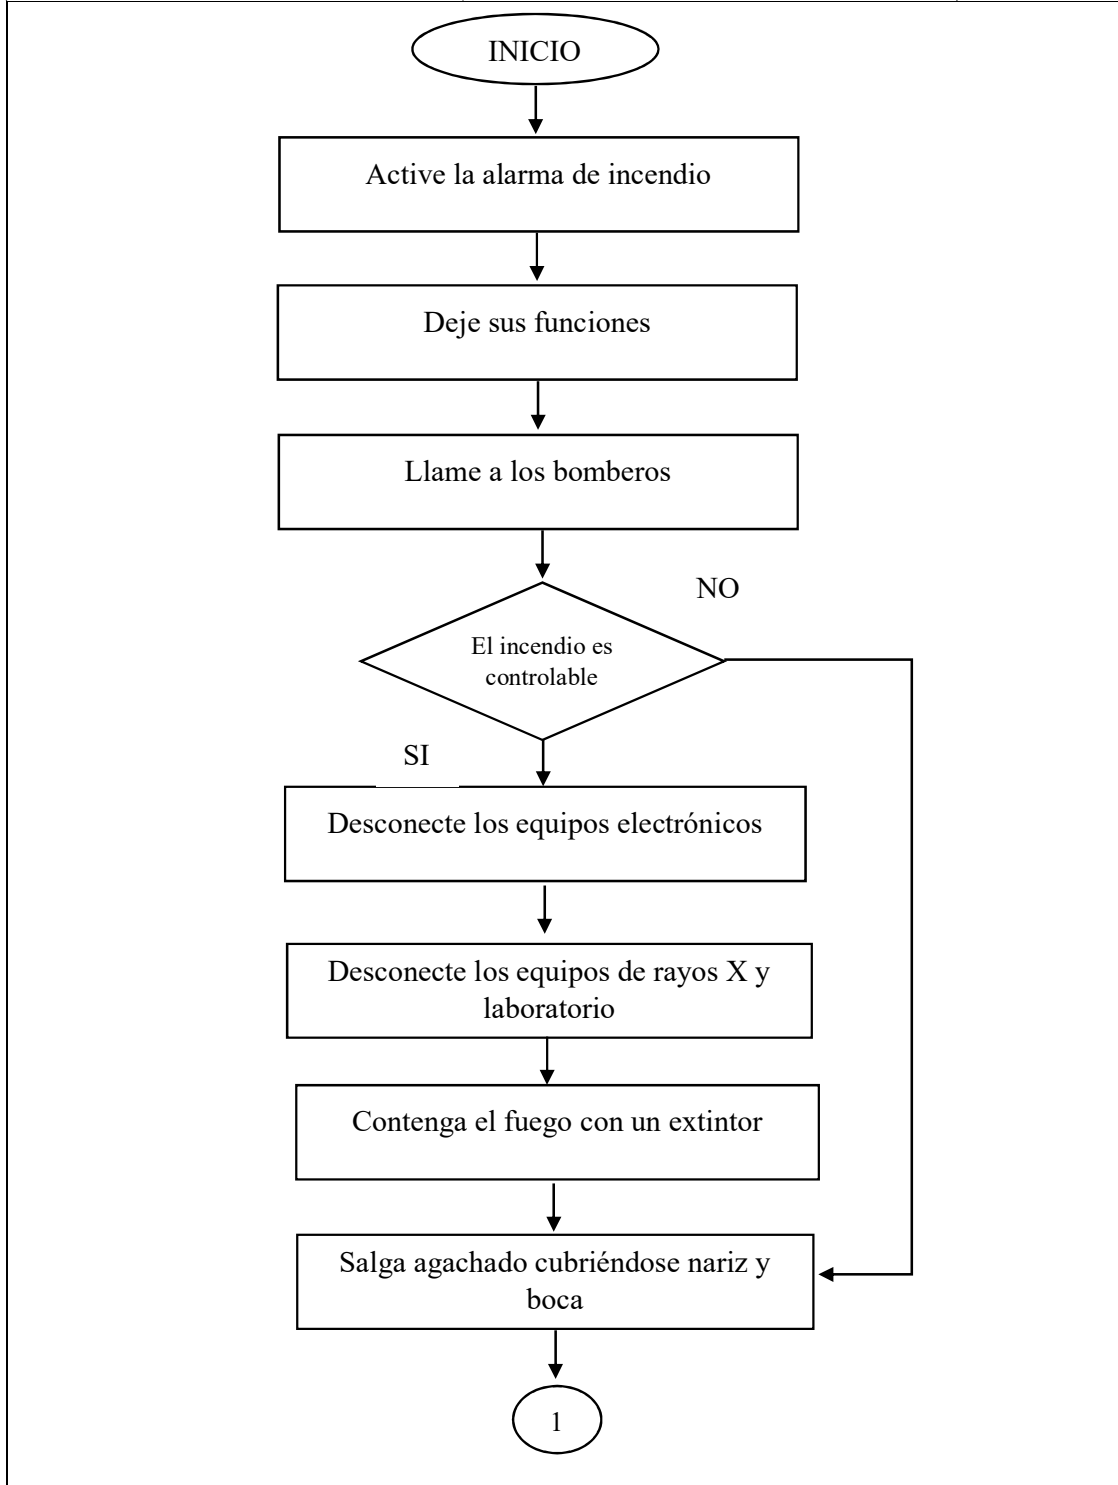 INICIO
Active la alarma de incendio
Deje sus funciones
Llame a los bomberos
NO
El incendio es
controlable
SI
Desconecte los equipos electrónicos
Desconecte los equipos de rayos X y
laboratorio
Contenga el fuego con un extintor
Salga agachado cubriéndose nariz y
boca
1